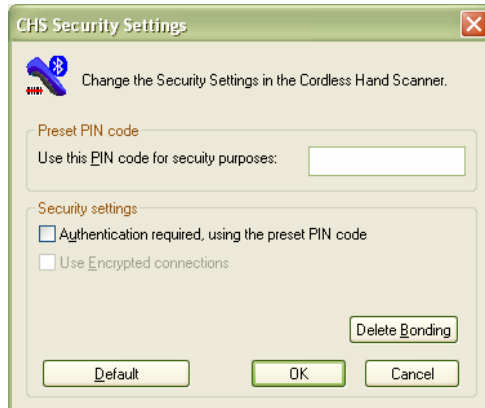 CHS Security Settings
Change the Security Settings in the Cordless Hand Scanner.
Preset PIN code
Use this PIN code for secuity purposes:
Security settings
Authentication required, using the preset PIN code
Use Encrypted connections
Delete Bonding
Default OK Cancel